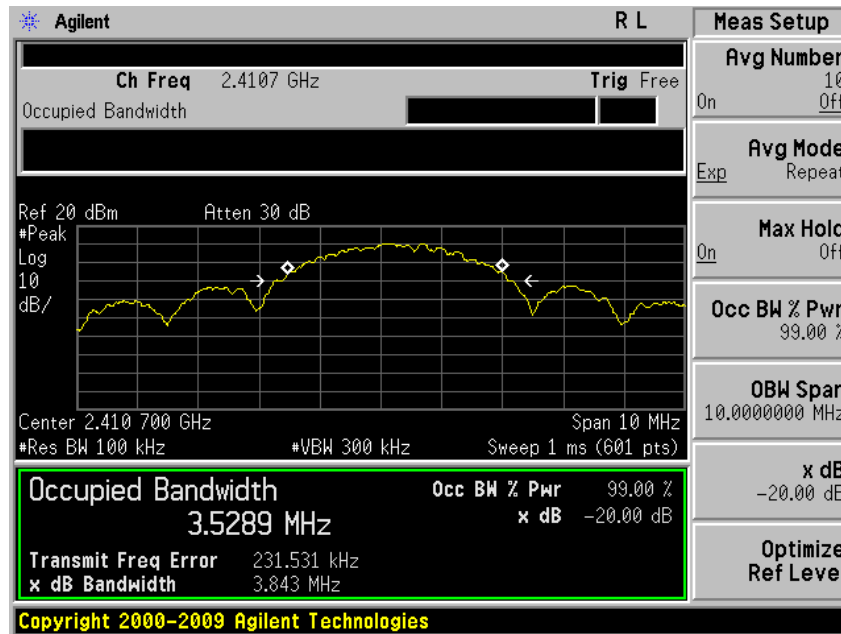 Agilent R L Meas Setup
Avg Number
10
On Off
Ch Freq 2.4107 GHz Trig Free
Occupied Bandwidth
Avg Mode
Exp Repeat
Ref 20 dBm Atten 30 dB
#Peak
Log
10
dB/
Max Hold
On Off
Occ BW % Pwr
99.00 %
OBW Span
10.0000000 MHz
Center 2.410 700 GHz Span 10 MHz
#Res BW 100 kHz #VBW 300 kHz Sweep 1 ms (601 pts)
x dB
-20.00 dB
Occupied Bandwidth Occ BW % Pwr 99.00 %
3.5289 MHz x dB -20.00 dB
Transmit Freq Error 231.531 kHz
x dB Bandwidth 3.843 MHz
Optimize
Ref Level
Copyright 2000-2009 Agilent Technologies